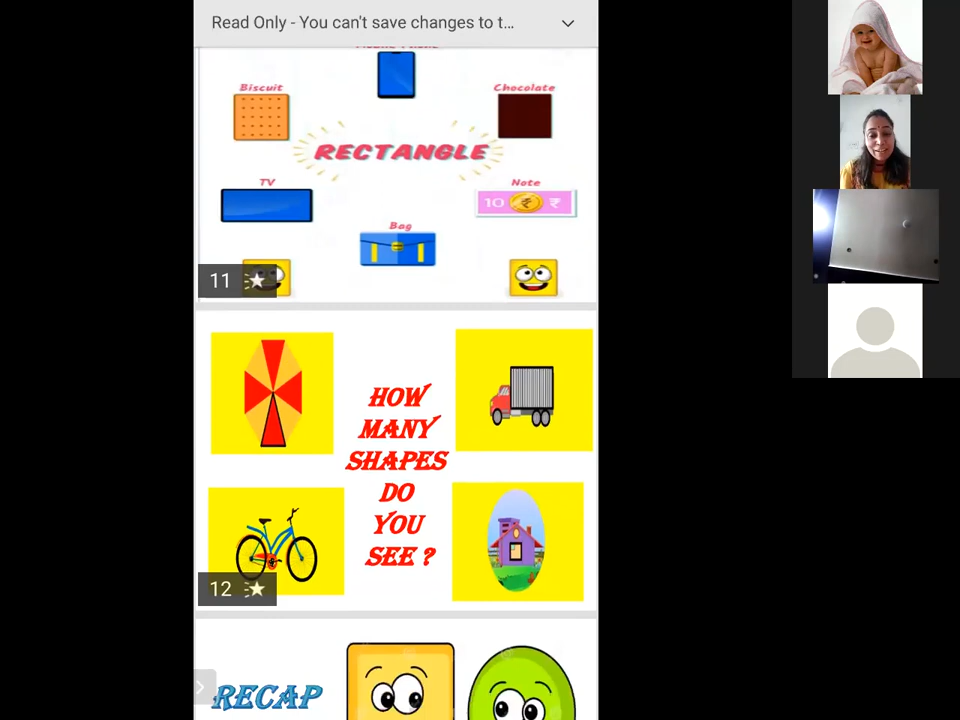 Read Only - You can't save changes to t...
Biscuit
Chocolate
RECTANGLE
TV
Note
10 ₹ ₹
Bag
11
HOW
MANY
SHAPES
DO
YOU
SEE ?
12
RECAP